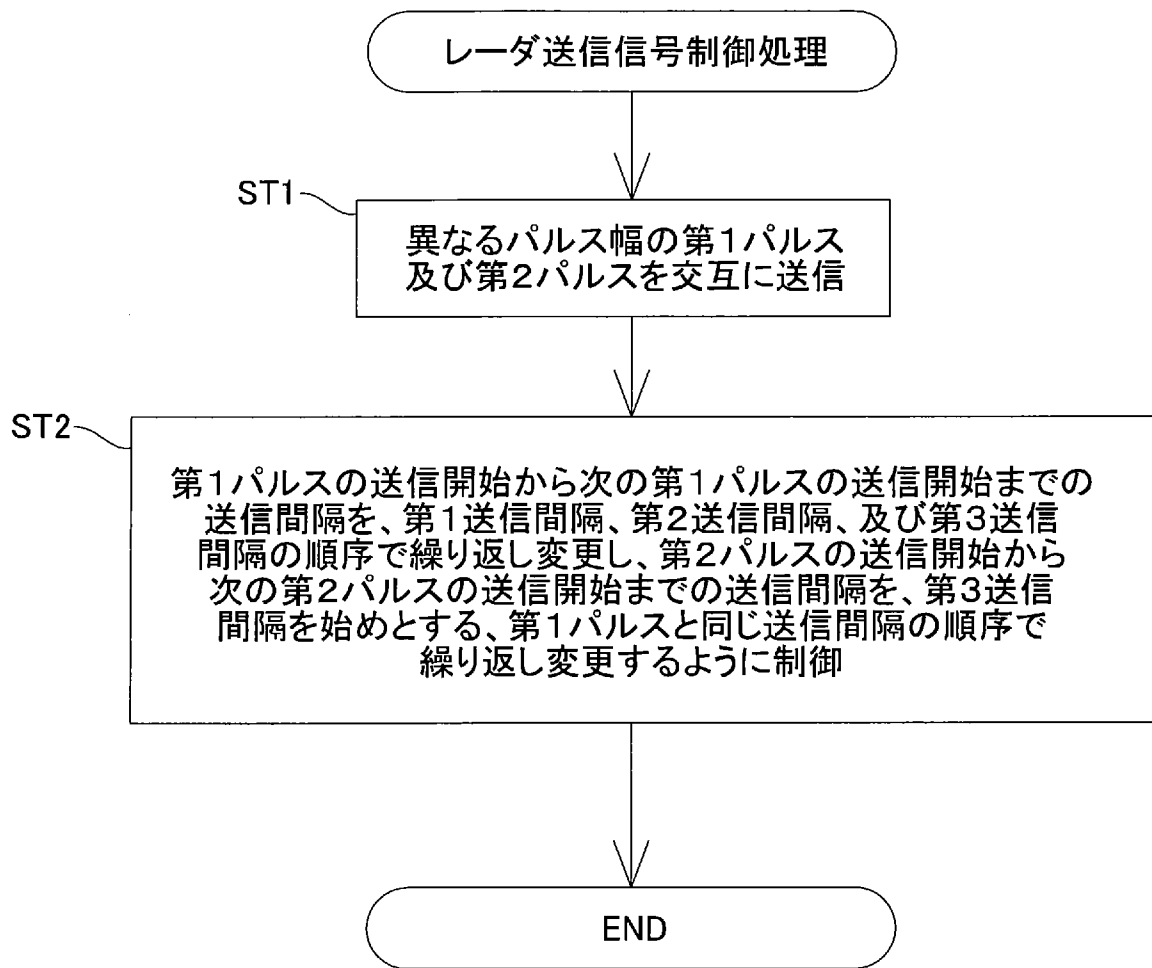 レーダ送信信号制御処理
ST1
異なるパルス幅の第1パルス
及び第2パルスを交互に送信
ST2
第1パルスの送信開始から次の第1パルスの送信開始までの
送信間隔を、第1送信間隔、第2送信間隔、及び第3送信
間隔の順序で繰り返し変更し、第2パルスの送信開始から
次の第2パルスの送信開始までの送信間隔を、第3送信
間隔を始めとする、第1パルスと同じ送信間隔の順序で
繰り返し変更するように制御
END